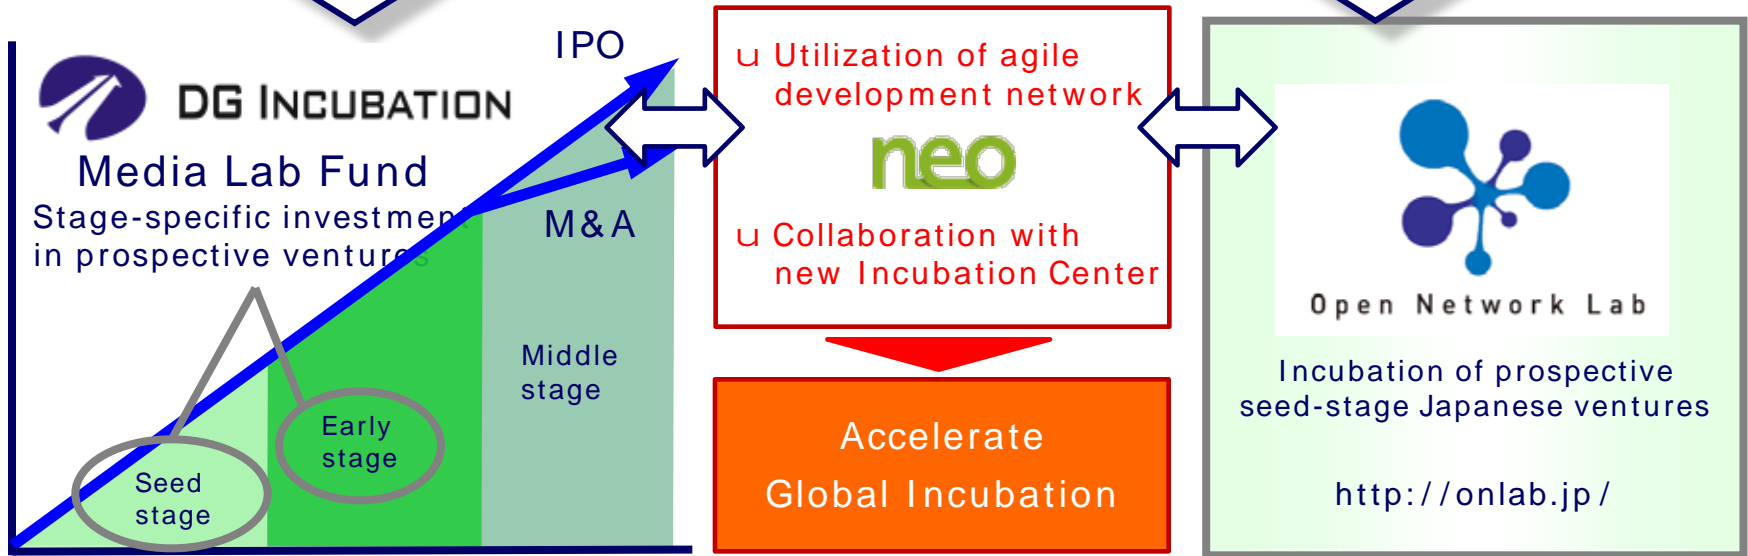 DG INCUBATION
Media Lab Fund
Stage-specific investment
in prospective ventures
IPO
M&A
Seed
stage
Early
stage
Middle
stage
u Utilization of agile
development network
neo
u Collaboration with
new Incubation Center
Accelerate
Global Incubation
Open Network Lab
Incubation of prospective
seed-stage Japanese ventures
http://onlab.jp/